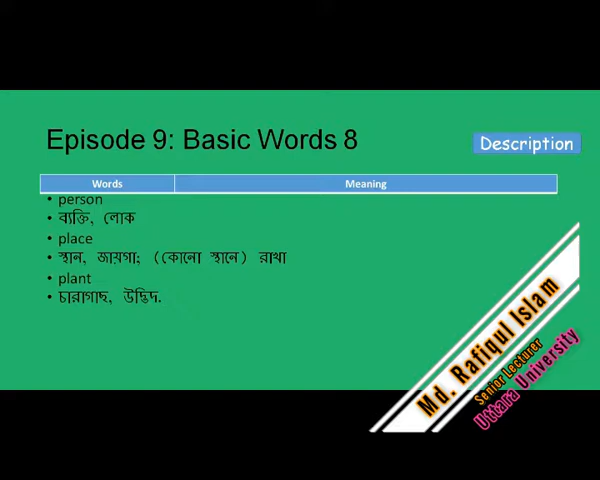 Episode 9: Basic Words 8
Description
Words Meaning
• person
• ব্যক্তি, লোক
• place
• স্থান, জায়গা; (কোনো স্থানে) রাখা
• plant
• চারাগাছ, উদ্ভিদ.
Md. Rafiqul Islam
Senior Lecturer
Uttara University